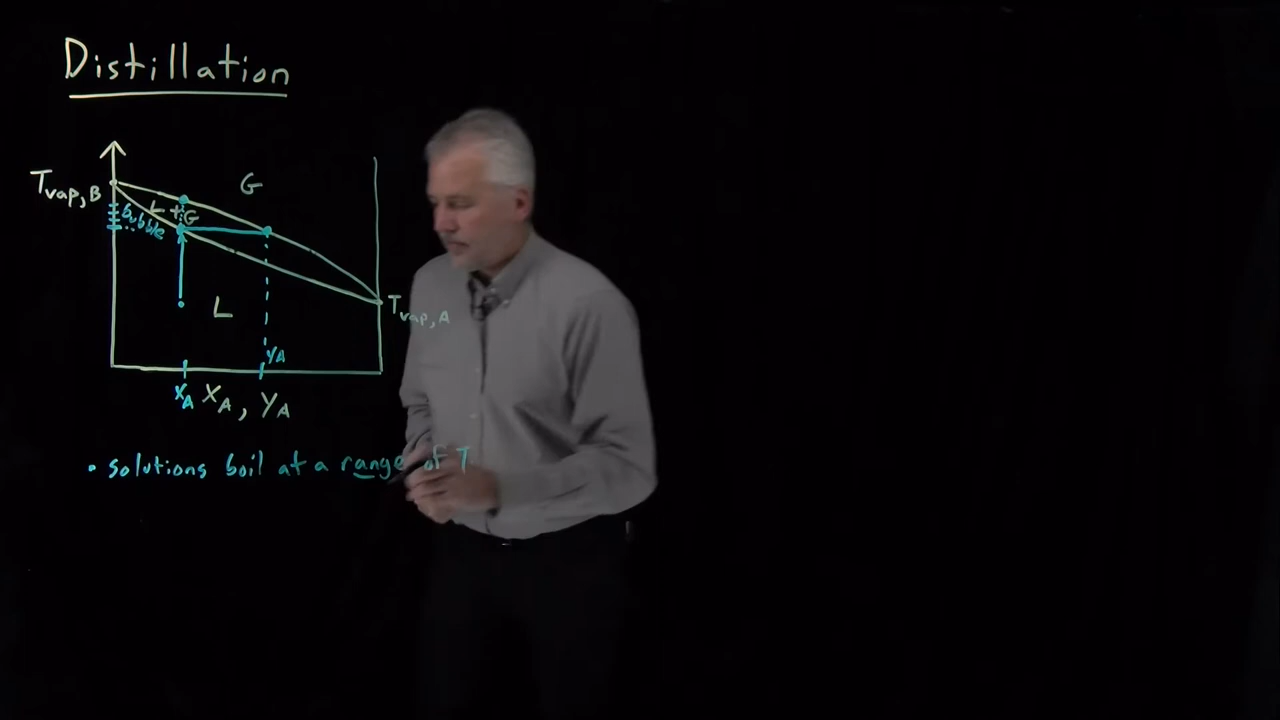 Distillation
G
Tvap,B
L + G
bubble
L
Tvap,A
yA
xA
xA, yA
• solutions boil at a range of T